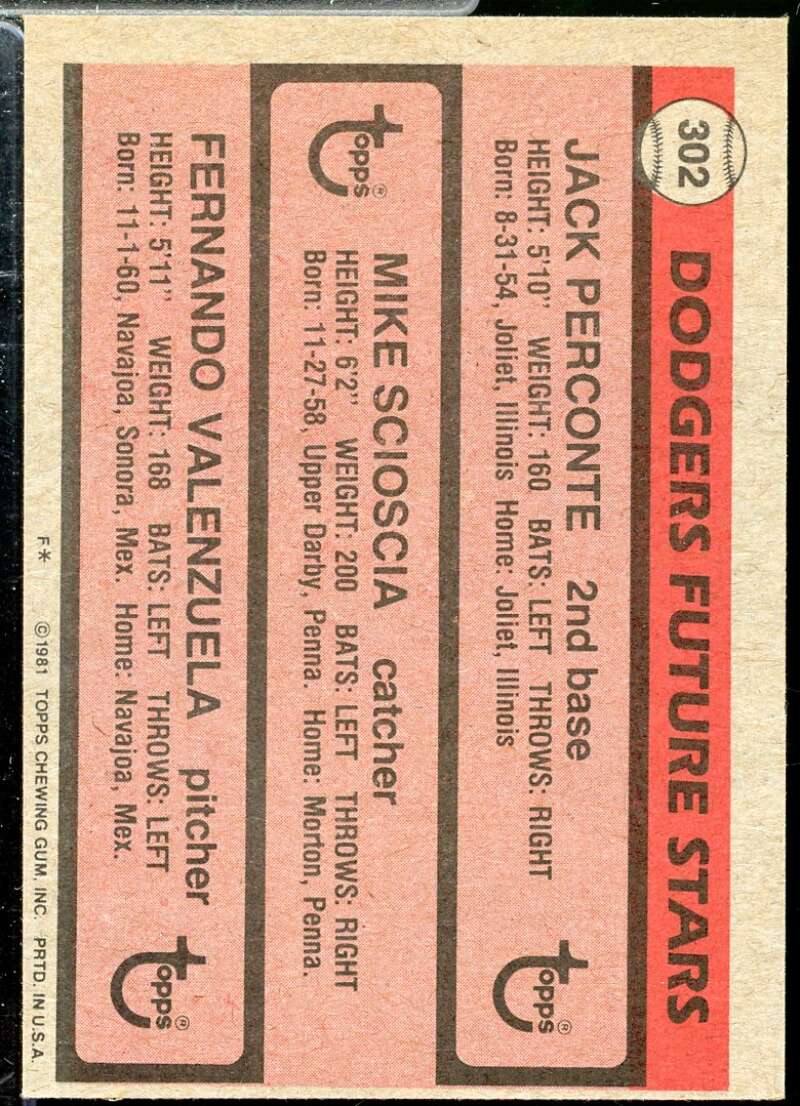 302
DODGERS FUTURE STARS
JACK PERCONTE 2nd base
HEIGHT: 5'10" WEIGHT: 160 BATS: LEFT THROWS: RIGHT
Born: 8-31-54, Joliet, Illinois Home: Joliet, Illinois
Topps®
Topps®
MIKE SCIOSCIA catcher
HEIGHT: 6'2" WEIGHT: 200 BATS: LEFT THROWS: RIGHT
Born: 11-27-58, Upper Darby, Penna. Home: Morton, Penna.
FERNANDO VALENZUELA pitcher
HEIGHT: 5'11" WEIGHT: 168 BATS: LEFT THROWS: LEFT
Born: 11-1-60, Navajoa, Sonora, Mex. Home: Navajoa, Mex.
Topps®
F* ©1981 TOPPS CHEWING GUM, INC. PRTD. IN U.S.A.